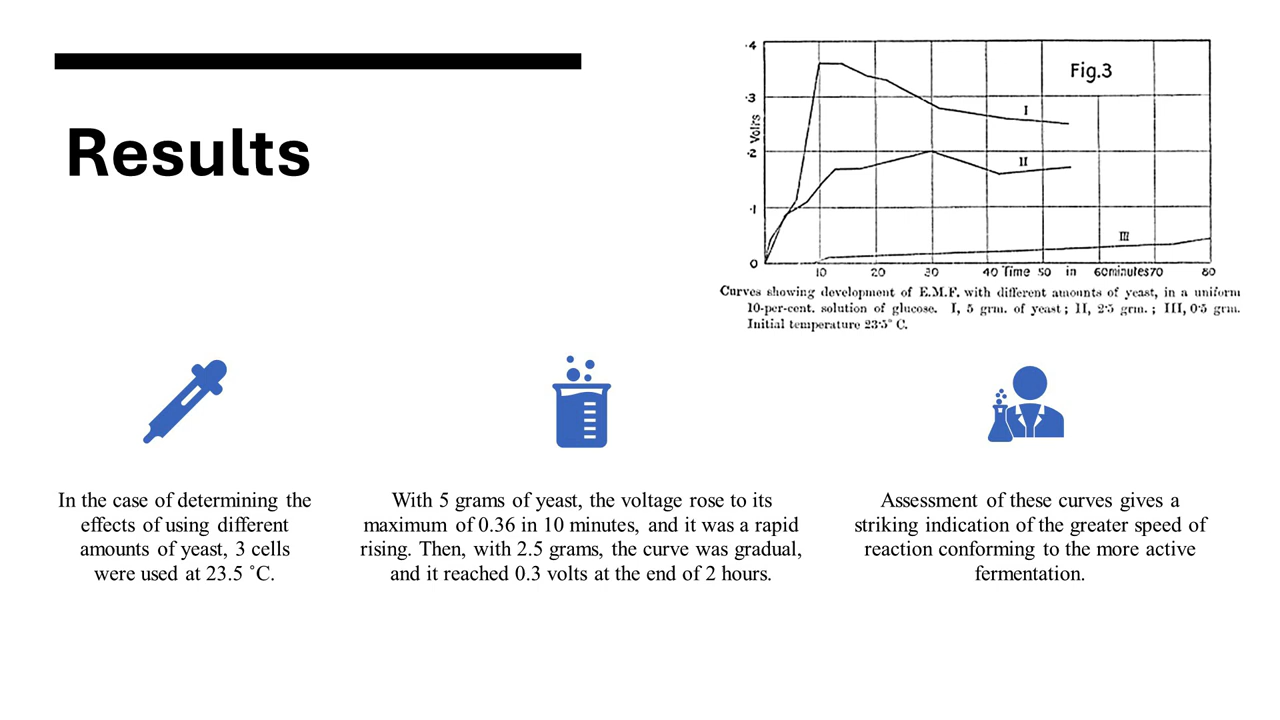 Results
·4
·3
·2
·1
0
Volts
Fig.3
I
II
III
10 20 30 40 Time 50 in 60minutes70 80
Curves showing development of E.M.F. with different amounts of yeast, in a uniform
10-per-cent. solution of glucose. I, 5 grm. of yeast; II, 2·5 grm.; III, 0·5 grm.
Initial temperature 23·5° C.
In the case of determining the
effects of using different
amounts of yeast, 3 cells
were used at 23.5 ˚C.
With 5 grams of yeast, the voltage rose to its
maximum of 0.36 in 10 minutes, and it was a rapid
rising. Then, with 2.5 grams, the curve was gradual,
and it reached 0.3 volts at the end of 2 hours.
Assessment of these curves gives a
striking indication of the greater speed of
reaction conforming to the more active
fermentation.